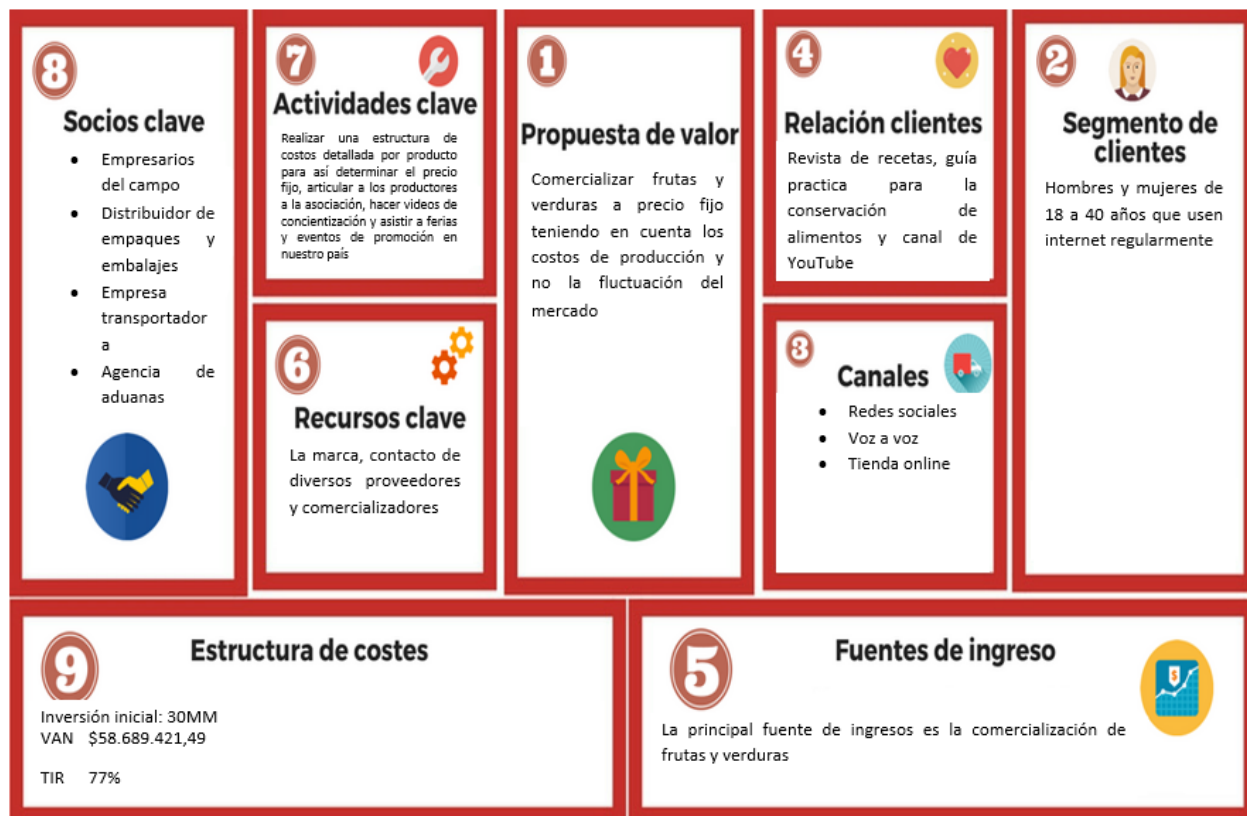 8
Socios clave
• Empresarios
del campo
• Distribuidor de
empaques y
embalajes
• Empresa
transportador
a
• Agencia de
aduanas
7
Actividades clave
Realizar una estructura de
costos detallada por producto
para así determinar el precio
fijo, articular a los productores
a la asociación, hacer videos de
concientización y asistir a ferias
y eventos de promoción en
nuestro país
6
Recursos clave
La marca, contacto de
diversos proveedores
y comercializadores
1
Propuesta de valor
Comercializar frutas y
verduras a precio fijo
teniendo en cuenta los
costos de producción y
no la fluctuación del
mercado
4
Relación clientes
Revista de recetas, guía
practica para la
conservación de
alimentos y canal de
YouTube
3
Canales
• Redes sociales
• Voz a voz
• Tienda online
2
Segmento de
clientes
Hombres y mujeres de
18 a 40 años que usen
internet regularmente
9
Estructura de costes
Inversión inicial: 30MM
VAN $58.689.421,49
TIR 77%
5
Fuentes de ingreso
$
La principal fuente de ingresos es la comercialización de
frutas y verduras